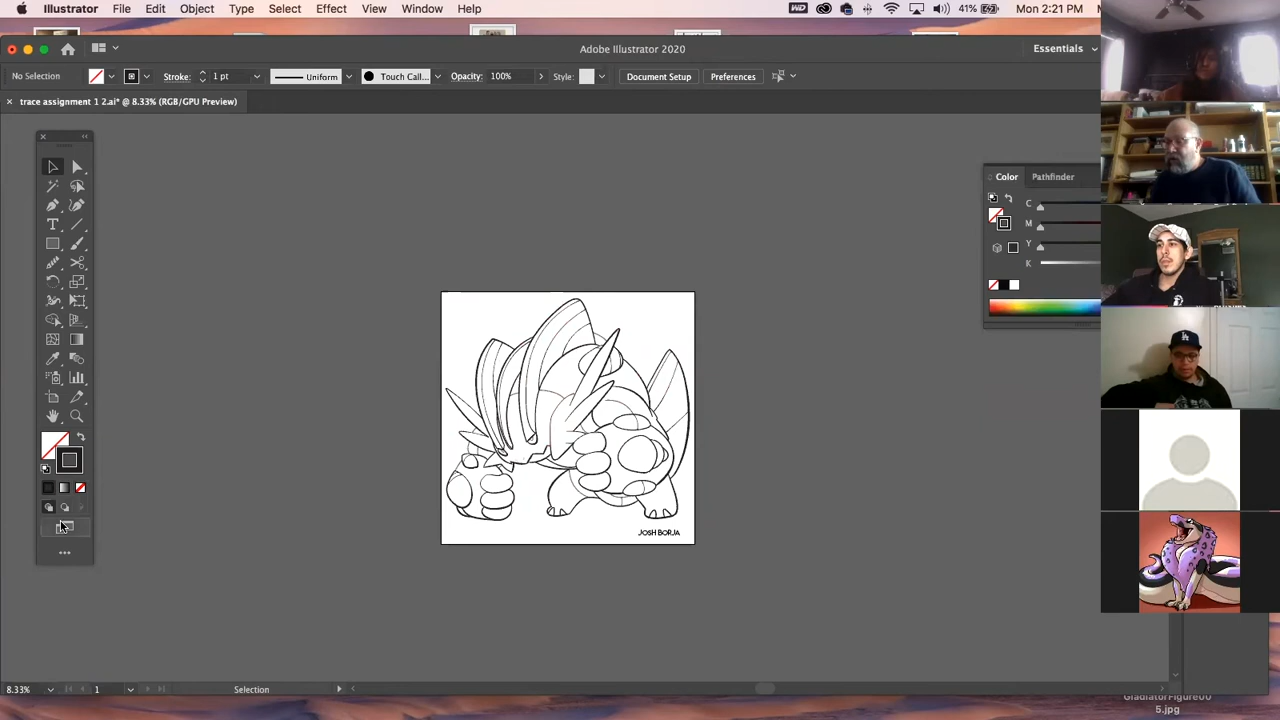 Illustrator File Edit Object Type Select Effect View Window Help
WD 41% Mon 2:21 PM
Adobe Illustrator 2020
Essentials
No Selection Stroke: 1 pt Uniform Touch Call... Opacity: 100% Style: Document Setup Preferences
trace assignment 1 2.ai* @ 8.33% (RGB/GPU Preview)
Color Pathfinder
C
M
Y
K
T
LA
JOSH BORJA
8.33% 1 Selection
GladiatorFigure00
5.jpg